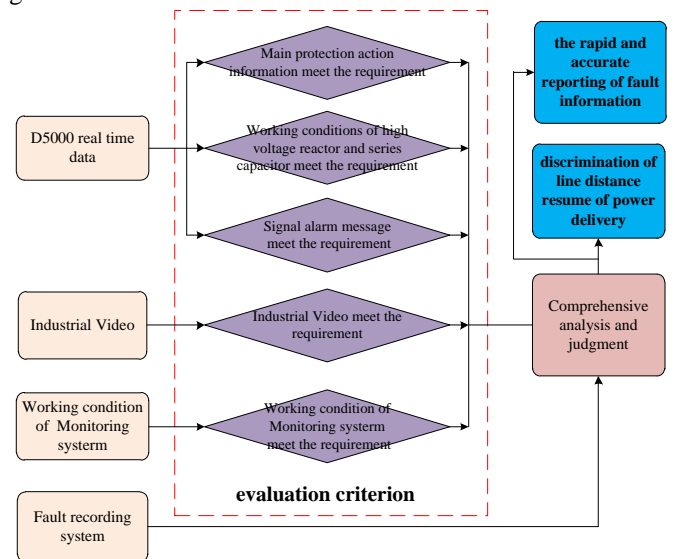 Main protection action
information meet the requirement
the rapid and
accurate
reporting of fault
information
D5000 real time
data
Working conditions of high
voltage reactor and series
capacitor meet the requirement
discrimination of
line distance
resume of power
delivery
Signal alarm message
meet the requirement
Industrial Video
Industrial Video meet the
requirement
Comprehensive
analysis and
judgment
Working condition
of Monitoring
systerm
Working condition of
Monitoring systerm
meet the requirement
evaluation criterion
Fault recording
system